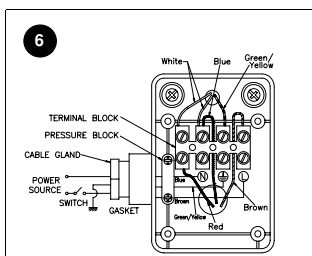 6
White
Blue
Green/
Yellow
TERMINAL BLOCK
PRESSURE BLOCK
CABLE GLAND
POWER
SOURCE
SWITCH
GASKET
Blue
N
L
Brown
Green/Yellow
Brown
Red